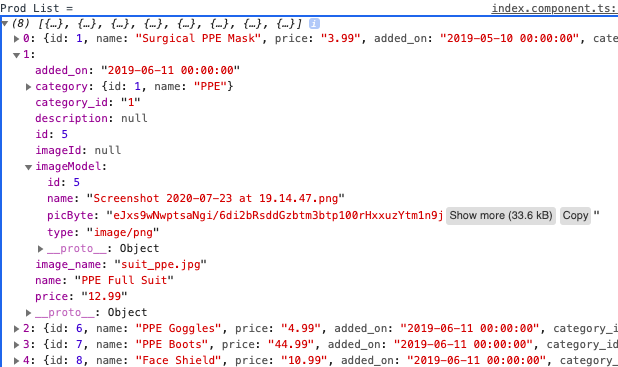 Prod List = index.component.ts:
(8) [{…}, {…}, {…}, {…}, {…}, {…}, {…}, {…}] i
0: {id: 1, name: "Surgical PPE Mask", price: "3.99", added_on: "2019-05-10 00:00:00", cate
1:
added_on: "2019-06-11 00:00:00"
category: {id: 1, name: "PPE"}
category_id: "1"
description: null
id: 5
imageId: null
imageModel:
id: 5
name: "Screenshot 2020-07-23 at 19.14.47.png"
picByte: "eJxs9wNwptsaNgi/6di2bRsddGzbtm3btp100rHxxuzYtm1n9j Show more (33.6 kB) Copy "
type: "image/png"
__proto__: Object
image_name: "suit_ppe.jpg"
name: "PPE Full Suit"
price: "12.99"
__proto__: Object
2: {id: 6, name: "PPE Goggles", price: "4.99", added_on: "2019-06-11 00:00:00", category_i
3: {id: 7, name: "PPE Boots", price: "44.99", added_on: "2019-06-11 00:00:00", category_id
4: {id: 8, name: "Face Shield", price: "10.99", added_on: "2019-06-11 00:00:00", category_